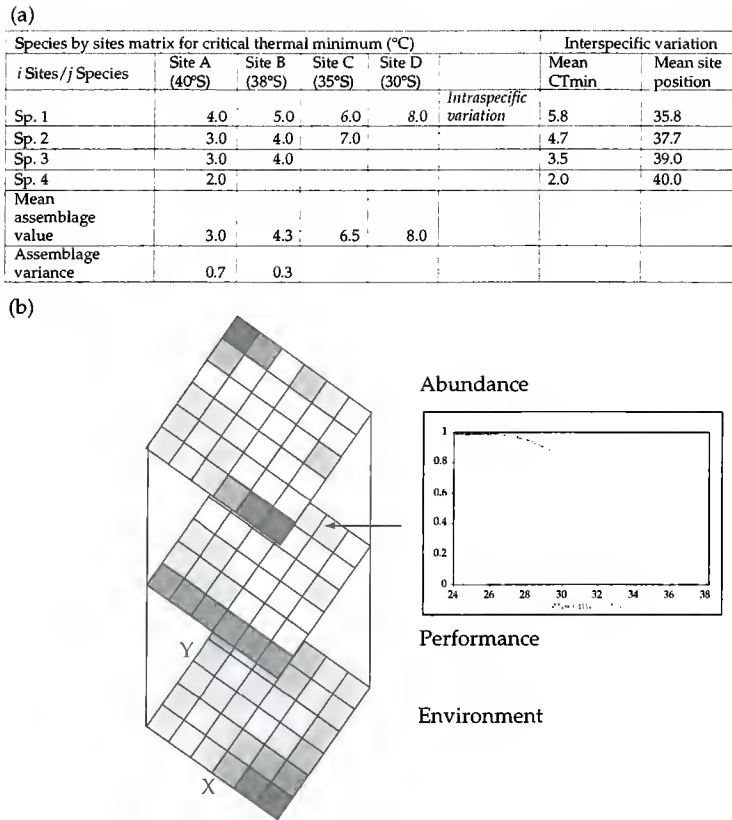 (a)
Species by sites matrix for critical thermal minimum (°C) Interspecific variation
i Sites/j Species Site A (40°S) Site B (38°S) Site C (35°S) Site D (30°S) Mean CTmin Mean site position
Sp. 1 4.0 5.0 6.0 8.0 Intraspecific variation 5.8 35.8
Sp. 2 3.0 4.0 7.0 4.7 37.7
Sp. 3 3.0 4.0 3.5 39.0
Sp. 4 2.0 2.0 40.0
Mean assemblage value 3.0 4.3 6.5 8.0
Assemblage variance 0.7 0.3
(b)
Abundance
1
0.8
0.6
0.4
0.2
0
24 26 28 30 32 34 36 38
Performance
Y
Environment
X